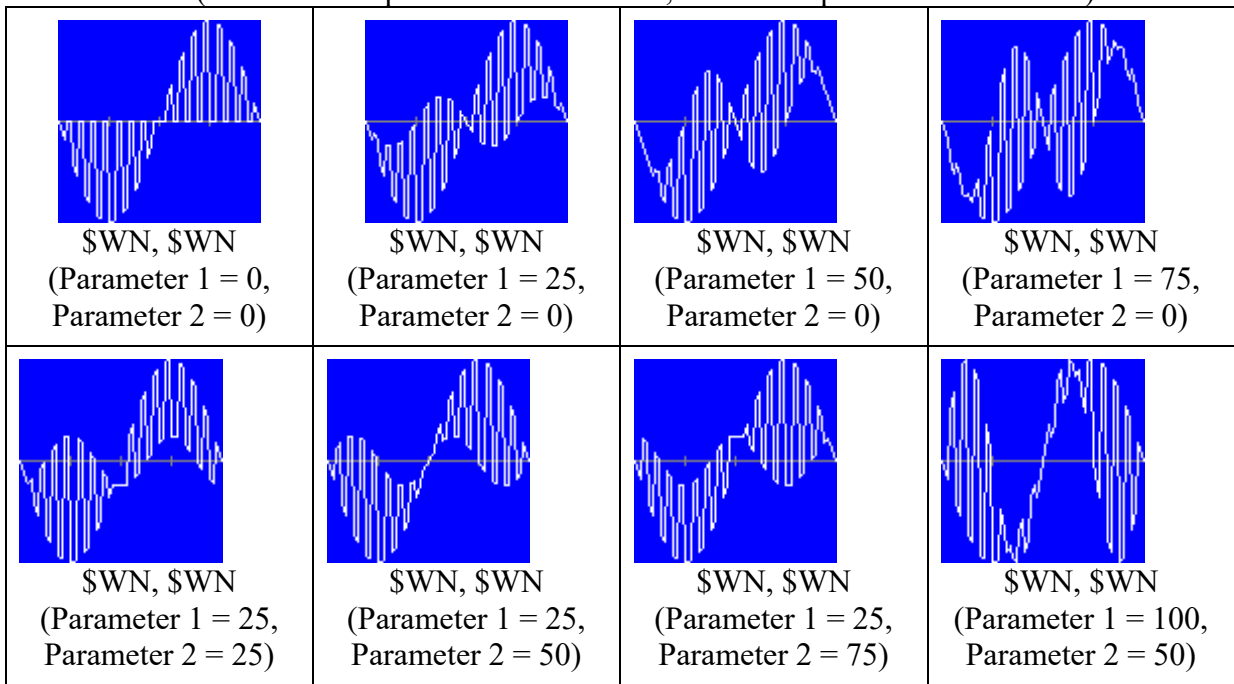 $WN, $WN
(Parameter 1 = 0,
Parameter 2 = 0)
$WN, $WN
(Parameter 1 = 25,
Parameter 2 = 0)
$WN, $WN
(Parameter 1 = 50,
Parameter 2 = 0)
$WN, $WN
(Parameter 1 = 75,
Parameter 2 = 0)
$WN, $WN
(Parameter 1 = 25,
Parameter 2 = 25)
$WN, $WN
(Parameter 1 = 25,
Parameter 2 = 50)
$WN, $WN
(Parameter 1 = 25,
Parameter 2 = 75)
$WN, $WN
(Parameter 1 = 100,
Parameter 2 = 50)